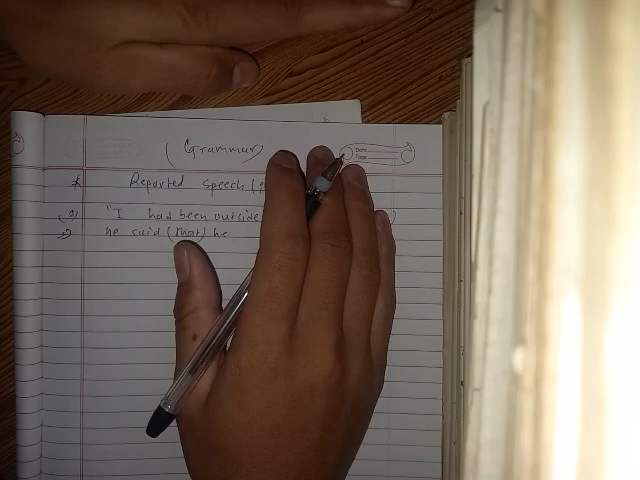 (Grammar)
Date
Page
* Reported speech (
"I had been outside )
he said (that) he